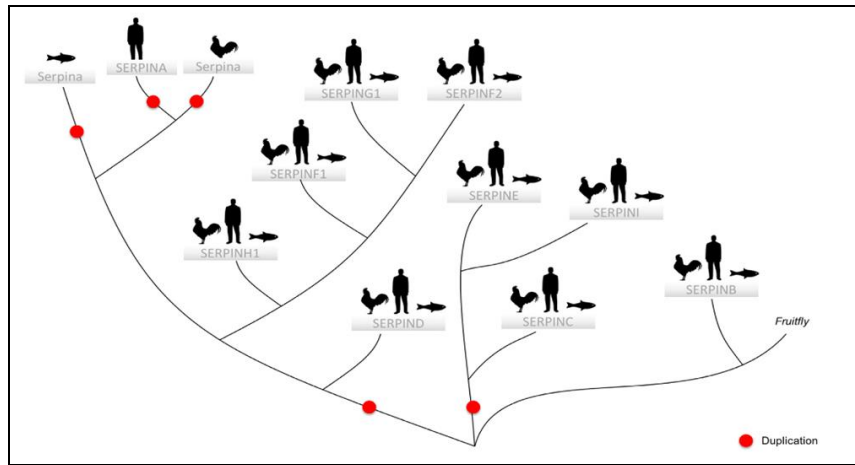 Serpina
SERPINA
Serpina
SERPING1
SERPINF2
SERPINF1
SERPINE
SERPINI
SERPINH1
SERPINB
SERPIND
SERPINC
Fruitfly
Duplication